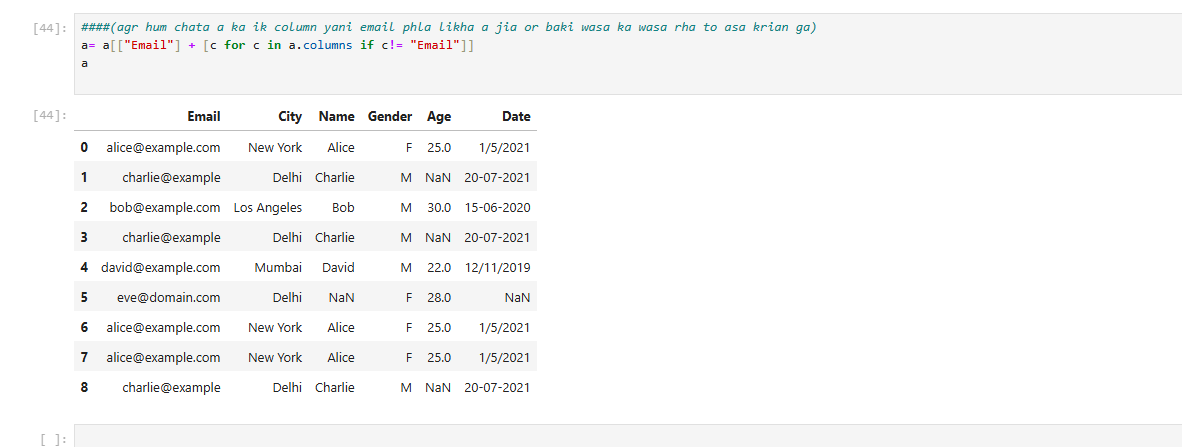 [44]: ####(agr hum chata a ka ik column yani email phla likha a jia or baki wasa ka wasa rha to asa krian ga)
a= a[["Email"] + [c for c in a.columns if c!= "Email"]]
a
[44]:
Email City Name Gender Age Date
0 alice@example.com New York Alice F 25.0 1/5/2021
1 charlie@example Delhi Charlie M NaN 20-07-2021
2 bob@example.com Los Angeles Bob M 30.0 15-06-2020
3 charlie@example Delhi Charlie M NaN 20-07-2021
4 david@example.com Mumbai David M 22.0 12/11/2019
5 eve@domain.com Delhi NaN F 28.0 NaN
6 alice@example.com New York Alice F 25.0 1/5/2021
7 alice@example.com New York Alice F 25.0 1/5/2021
8 charlie@example Delhi Charlie M NaN 20-07-2021
[ ]: